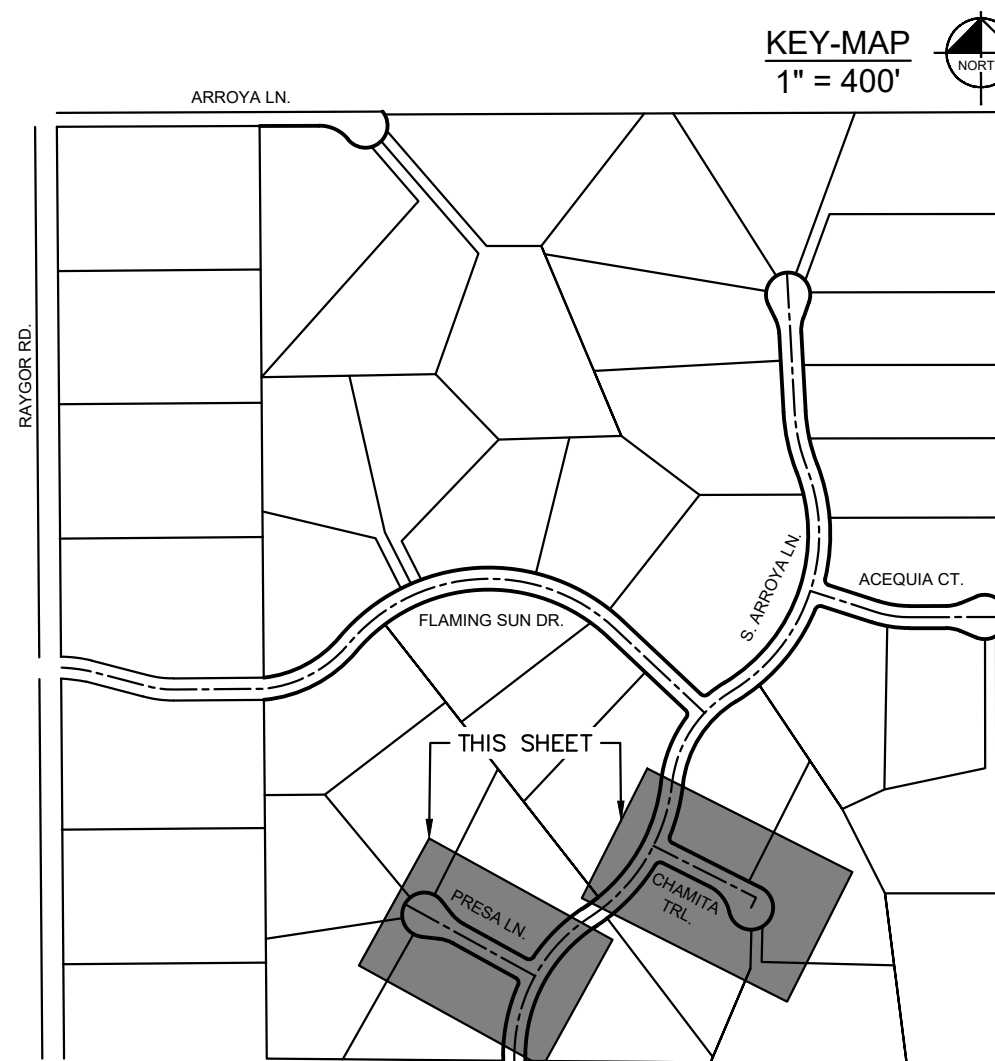 KEY-MAP
1" = 400'
NORT
ARROYA LN.
RAYGOR RD.
S. ARROYA LN.
ACEQUIA CT.
FLAMING SUN DR.
THIS SHEET
PRESA LN.
CHAMITA
TRL.